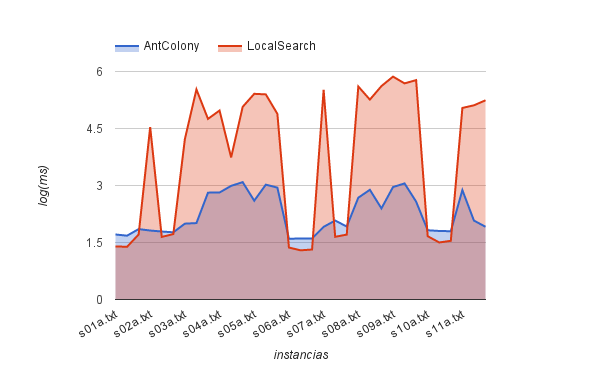 AntColony LocalSearch
6
4.5
3
1.5
0
log(ms)
s01a.txt s02a.txt s03a.txt s04a.txt s05a.txt s06a.txt s07a.txt s08a.txt s09a.txt s10a.txt s11a.txt
instancias